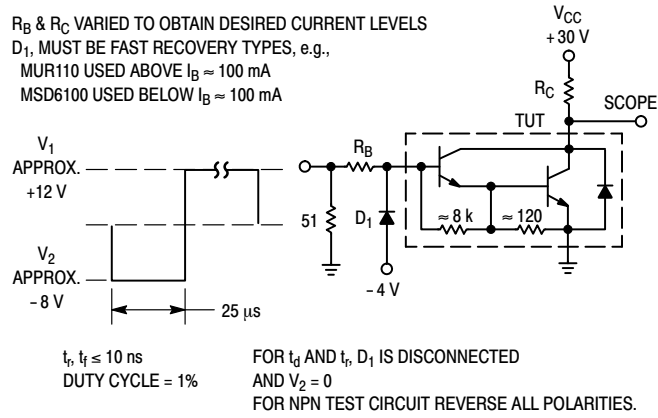 R_B & R_C VARIED TO OBTAIN DESIRED CURRENT LEVELS
D_1, MUST BE FAST RECOVERY TYPES, e.g.,
MUR110 USED ABOVE I_B ≈ 100 mA
MSD6100 USED BELOW I_B ≈ 100 mA
V_CC
+30 V
R_C
SCOPE
TUT
V_1
APPROX.
+12 V
R_B
51
D_1
≈ 8 k
≈ 120
V_2
APPROX.
– 8 V
– 4 V
25 μs
t_r, t_f ≤ 10 ns
DUTY CYCLE = 1%
FOR t_d AND t_r, D_1 IS DISCONNECTED
AND V_2 = 0
FOR NPN TEST CIRCUIT REVERSE ALL POLARITIES.